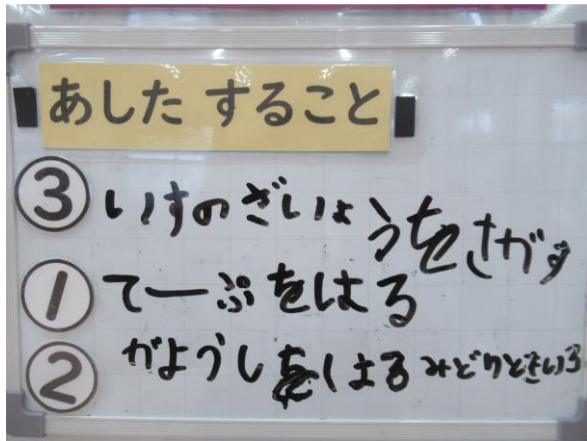 あした すること
③ いすのざいょうをさがす
① てーぷをはる
② がようしをはる みどりときいろ